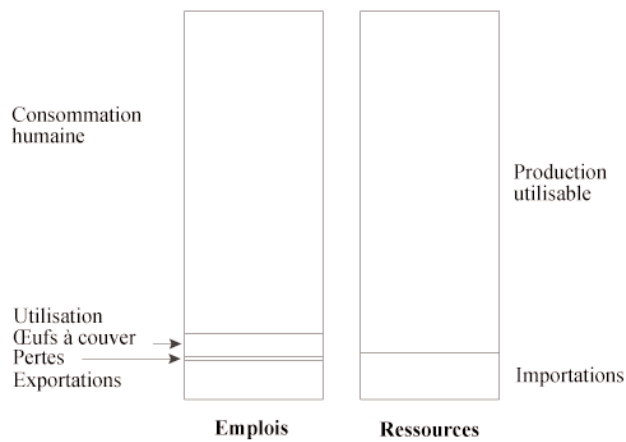 Consommation
humaine
Production
utilisable
Utilisation
Œufs à couver
Pertes
Exportations
Importations
Emplois
Ressources